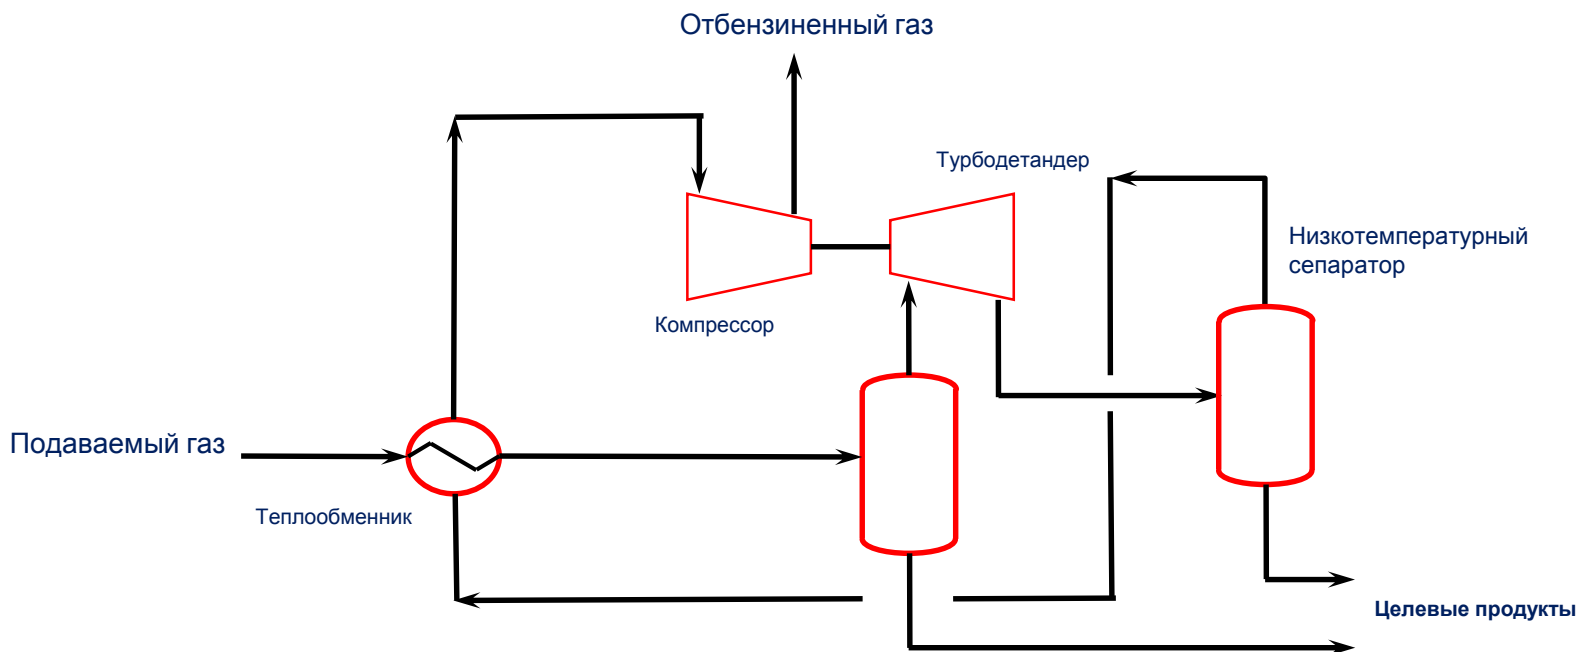 Отбензиненный газ
Турбодетандер
Низкотемпературный
сепаратор
Компрессор
Подаваемый газ
Теплообменник
Целевые продукты